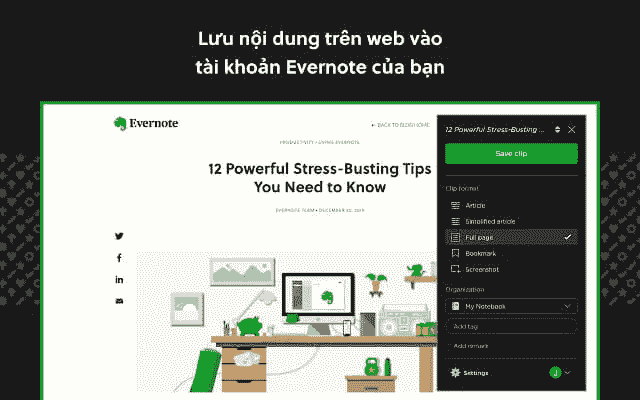 Lưu nội dung trên web vào
tài khoản Evernote của bạn
Evernote
← BACK TO BLOG HOME
PRODUCTIVITY / LIVING EVERNOTE
12 Powerful Stress-Busting Tips
You Need to Know
EVERNOTE TEAM • DECEMBER
12 Powerful Stress-Busting ...
Save clip
Clip format
Article
Simplified article
Full page
Bookmark
Screenshot
Organization
My Notebook
Add tag
Add remark
Settings
J